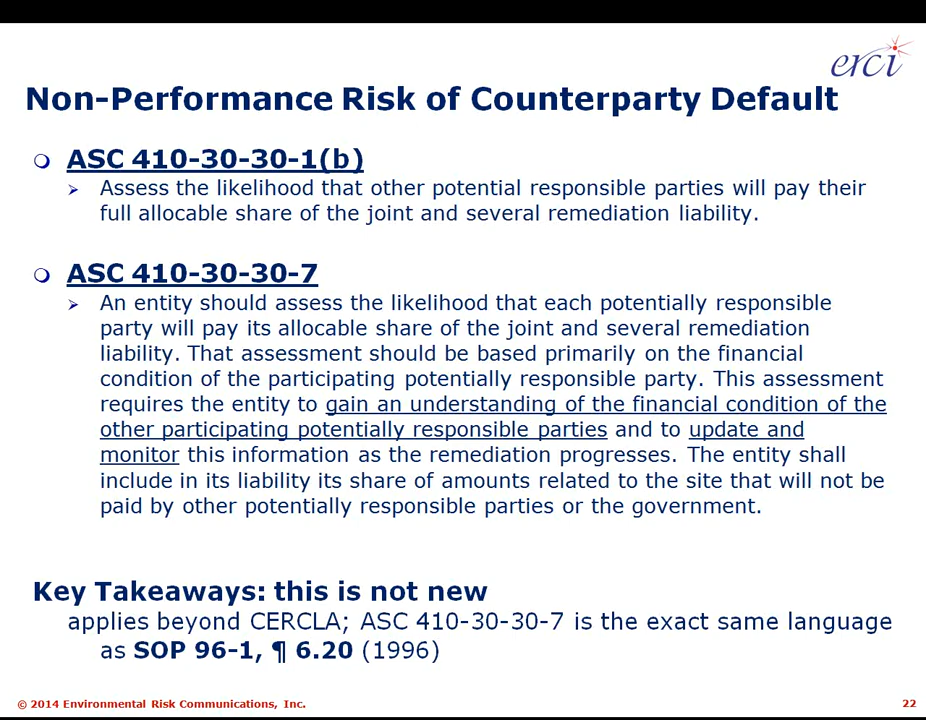 erci
Non-Performance Risk of Counterparty Default
ASC 410-30-30-1(b)
Assess the likelihood that other potential responsible parties will pay their
full allocable share of the joint and several remediation liability.
ASC 410-30-30-7
An entity should assess the likelihood that each potentially responsible
party will pay its allocable share of the joint and several remediation
liability. That assessment should be based primarily on the financial
condition of the participating potentially responsible party. This assessment
requires the entity to gain an understanding of the financial condition of the
other participating potentially responsible parties and to update and
monitor this information as the remediation progresses. The entity shall
include in its liability its share of amounts related to the site that will not be
paid by other potentially responsible parties or the government.
Key Takeaways: this is not new
applies beyond CERCLA; ASC 410-30-30-7 is the exact same language
as SOP 96-1, ¶ 6.20 (1996)
© 2014 Environmental Risk Communications, Inc.
22